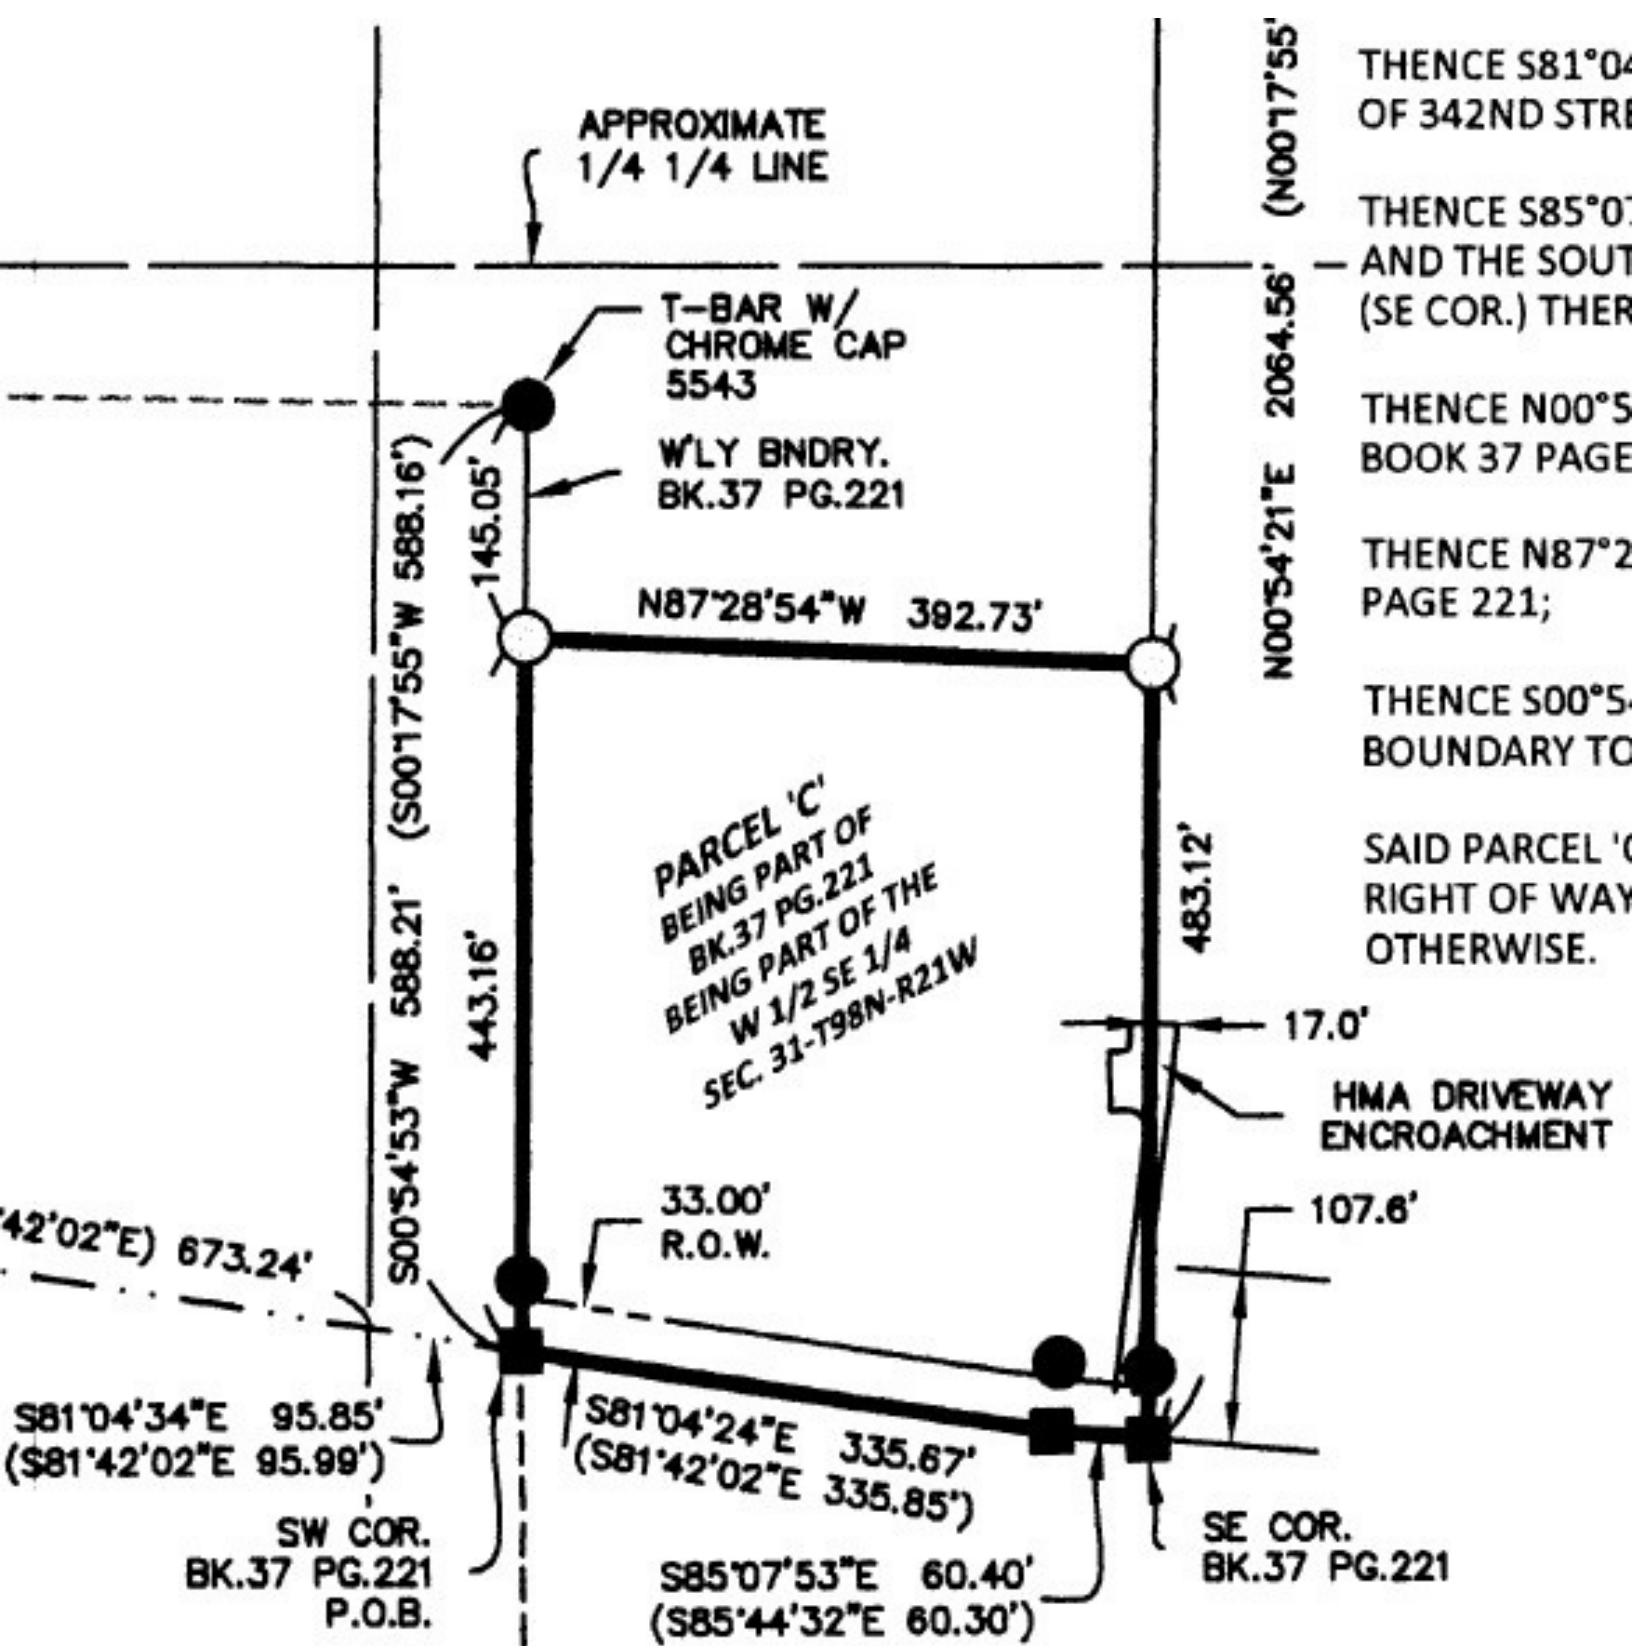 APPROXIMATE
1/4 1/4 LINE
T-BAR W/
CHROME CAP
5543
W'LY BNDRY.
BK.37 PG.221
145.05'
S00°54'53"W 588.21' (S00°17'55"W 588.16')
N87°28'54"W 392.73'
N00°54'21"E 2064.56' (N00°17'55"
443.16'
483.12'
PARCEL 'C'
BEING PART OF
BK.37 PG.221
BEING PART OF THE
W 1/2 SE 1/4
SEC. 31-T98N-R21W
17.0'
HMA DRIVEWAY
ENCROACHMENT
107.6'
33.00'
R.O.W.
°42'02"E) 673.24'
S81°04'34"E 95.85'
(S81°42'02"E 95.99')
S81°04'24"E 335.67'
(S81°42'02"E 335.85')
SW COR.
BK.37 PG.221
P.O.B.
S85°07'53"E 60.40'
(S85°44'32"E 60.30')
SE COR.
BK.37 PG.221
THENCE S81°04
OF 342ND STRE
THENCE S85°07
AND THE SOUT
(SE COR.) THER
THENCE N00°5
BOOK 37 PAGE
THENCE N87°2
PAGE 221;
THENCE S00°54
BOUNDARY TO
SAID PARCEL 'C
RIGHT OF WAY
OTHERWISE.